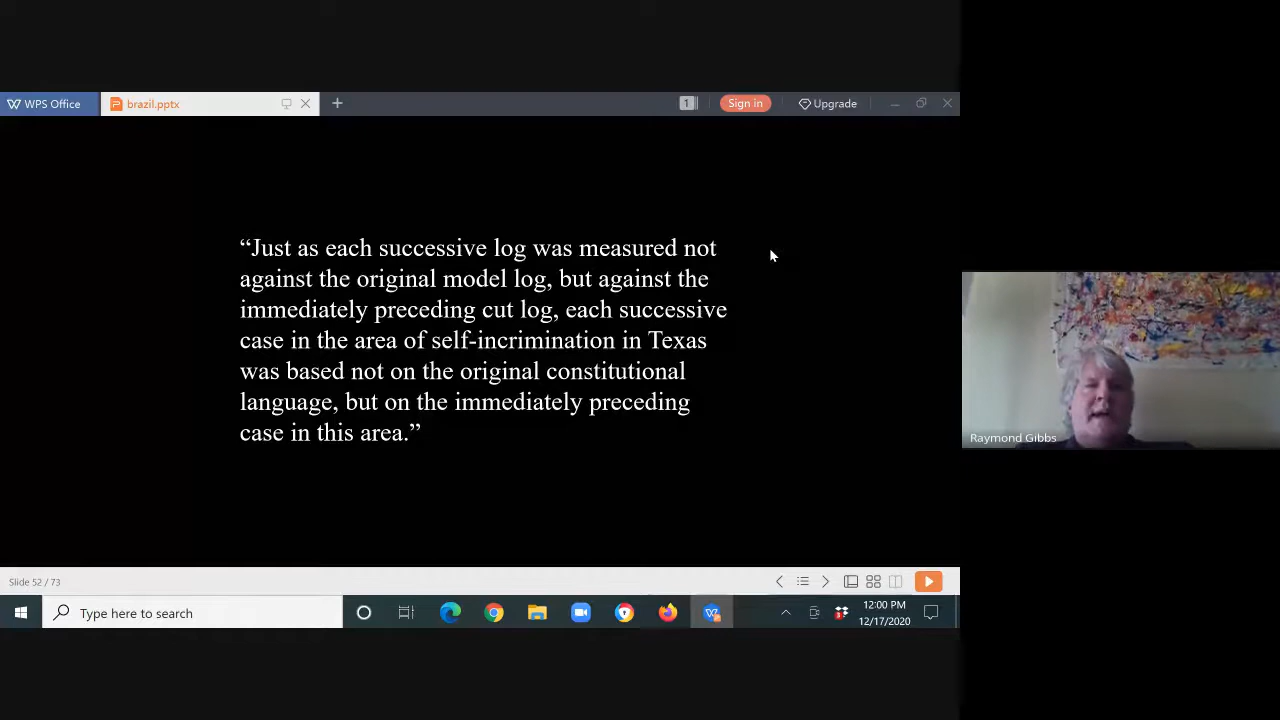 WPS Office
brazil.pptx
1
Sign in
Upgrade
“Just as each successive log was measured not
against the original model log, but against the
immediately preceding cut log, each successive
case in the area of self-incrimination in Texas
was based not on the original constitutional
language, but on the immediately preceding
case in this area.”
Raymond Gibbs
Slide 52 / 73
Type here to search
12:00 PM
12/17/2020